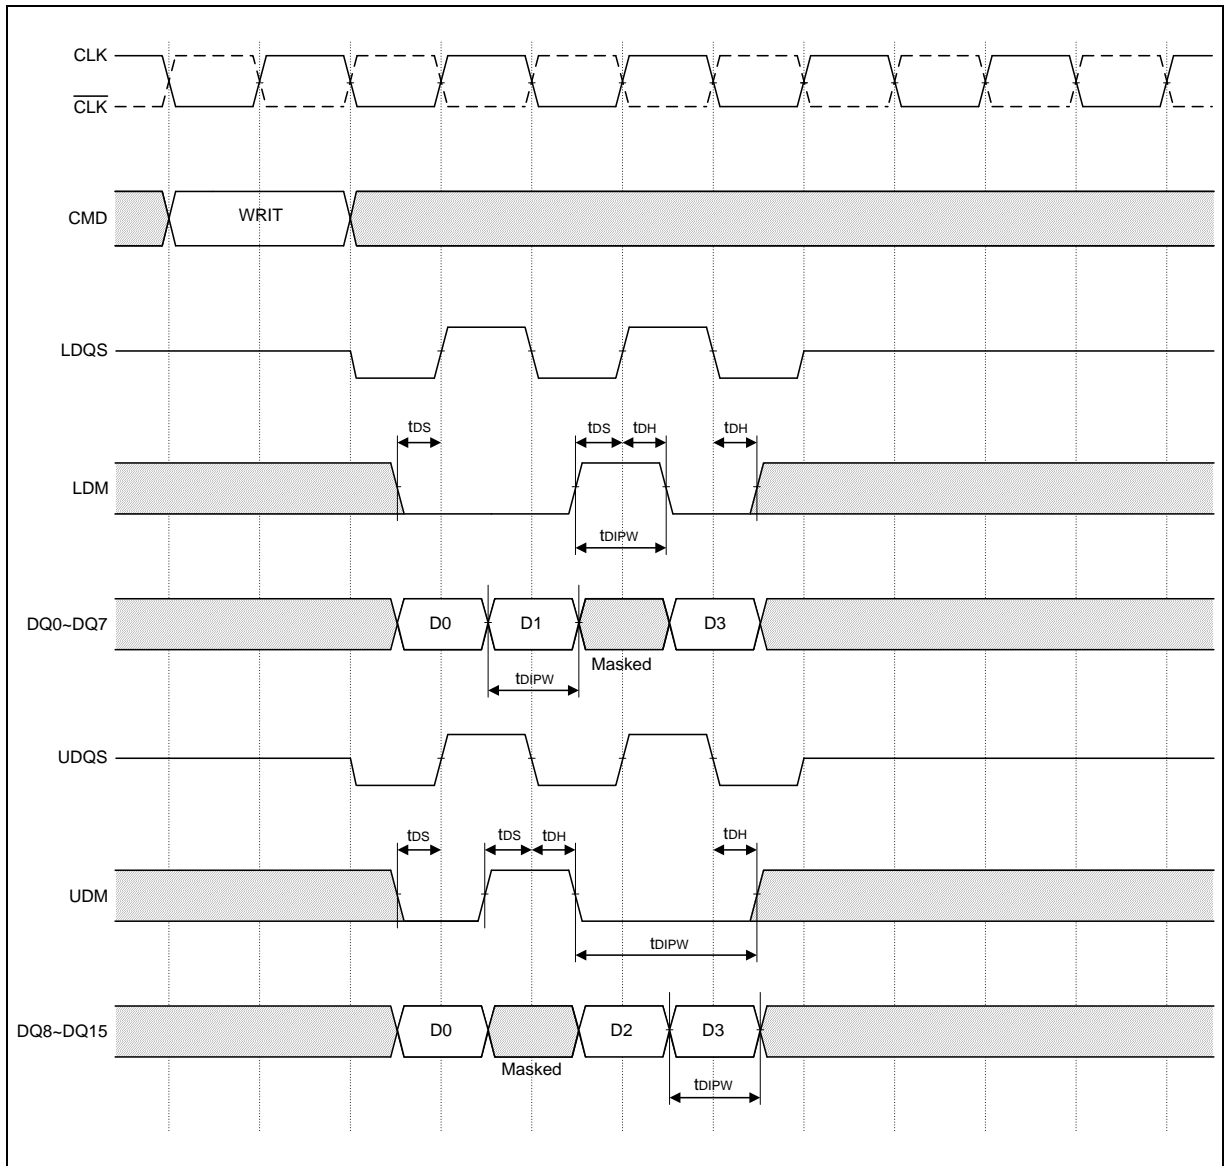 CLK
CLK
CMD
WRIT
LDQS
tDS
tDS
tDH
tDH
LDM
tDIPW
DQ0~DQ7
D0
D1
D3
Masked
tDIPW
UDQS
tDS
tDS
tDH
tDH
UDM
tDIPW
DQ8~DQ15
D0
D2
D3
Masked
tDIPW